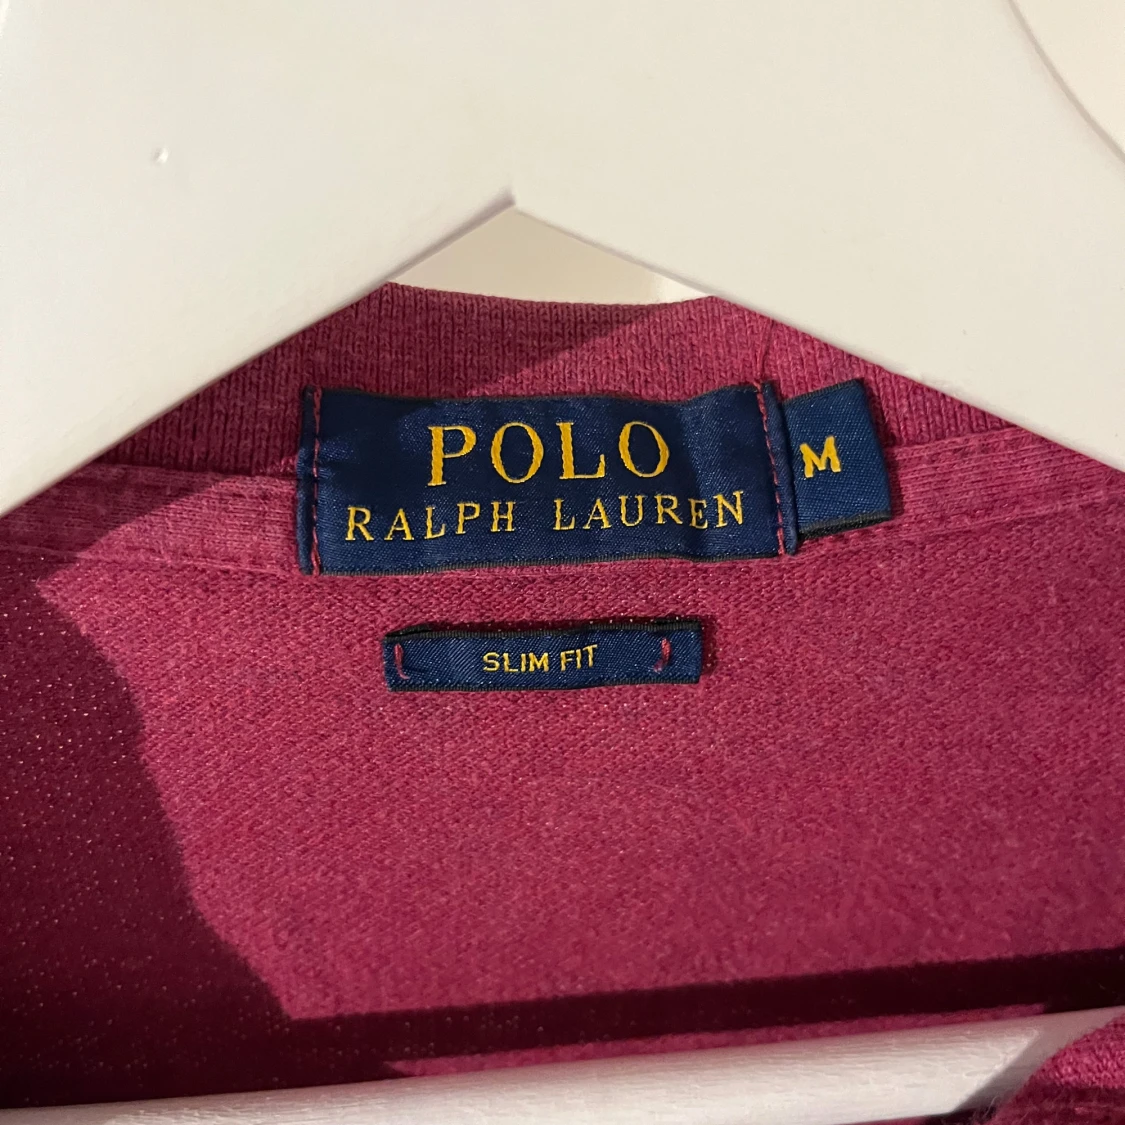 POLO
RALPH LAUREN
M
SLIM FIT